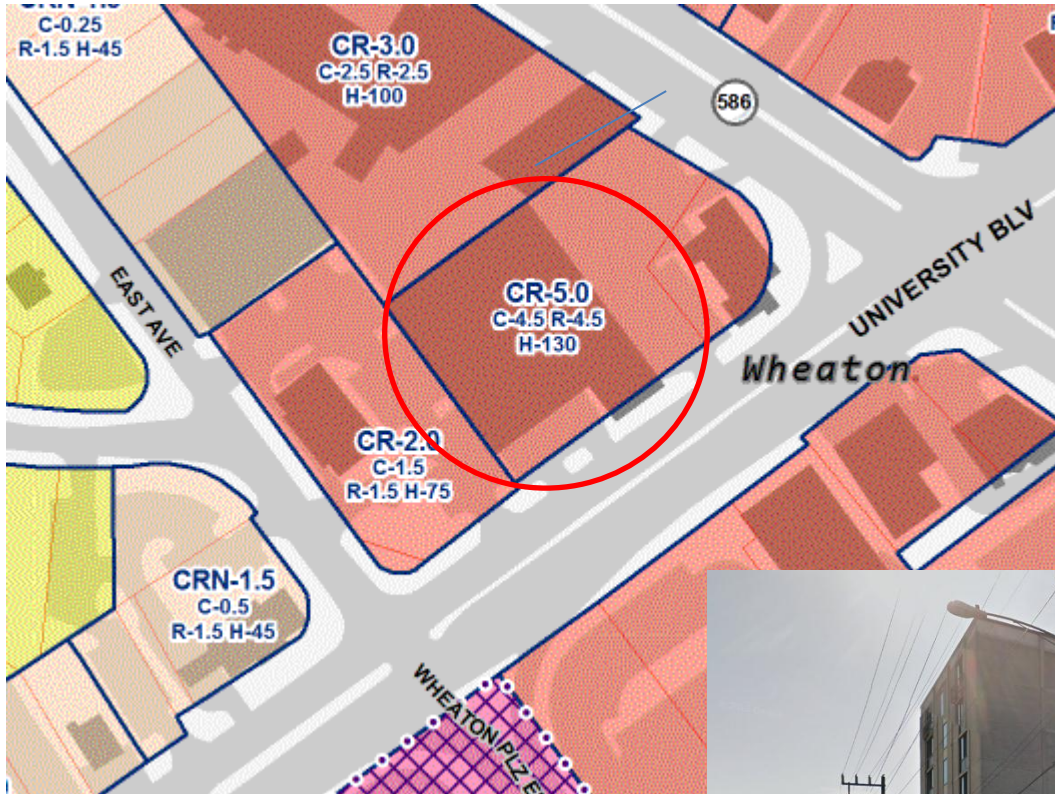 C-0.25
R-1.5 H-45
CR-3.0
C-2.5 R-2.5
H-100
586
EAST AVE
CR-5.0
C-4.5 R-4.5
H-130
UNIVERSITY BLV
Wheaton
CR-2.0
C-1.5
R-1.5 H-75
CRN-1.5
C-0.5
R-1.5 H-45
WHEATON PLZ E